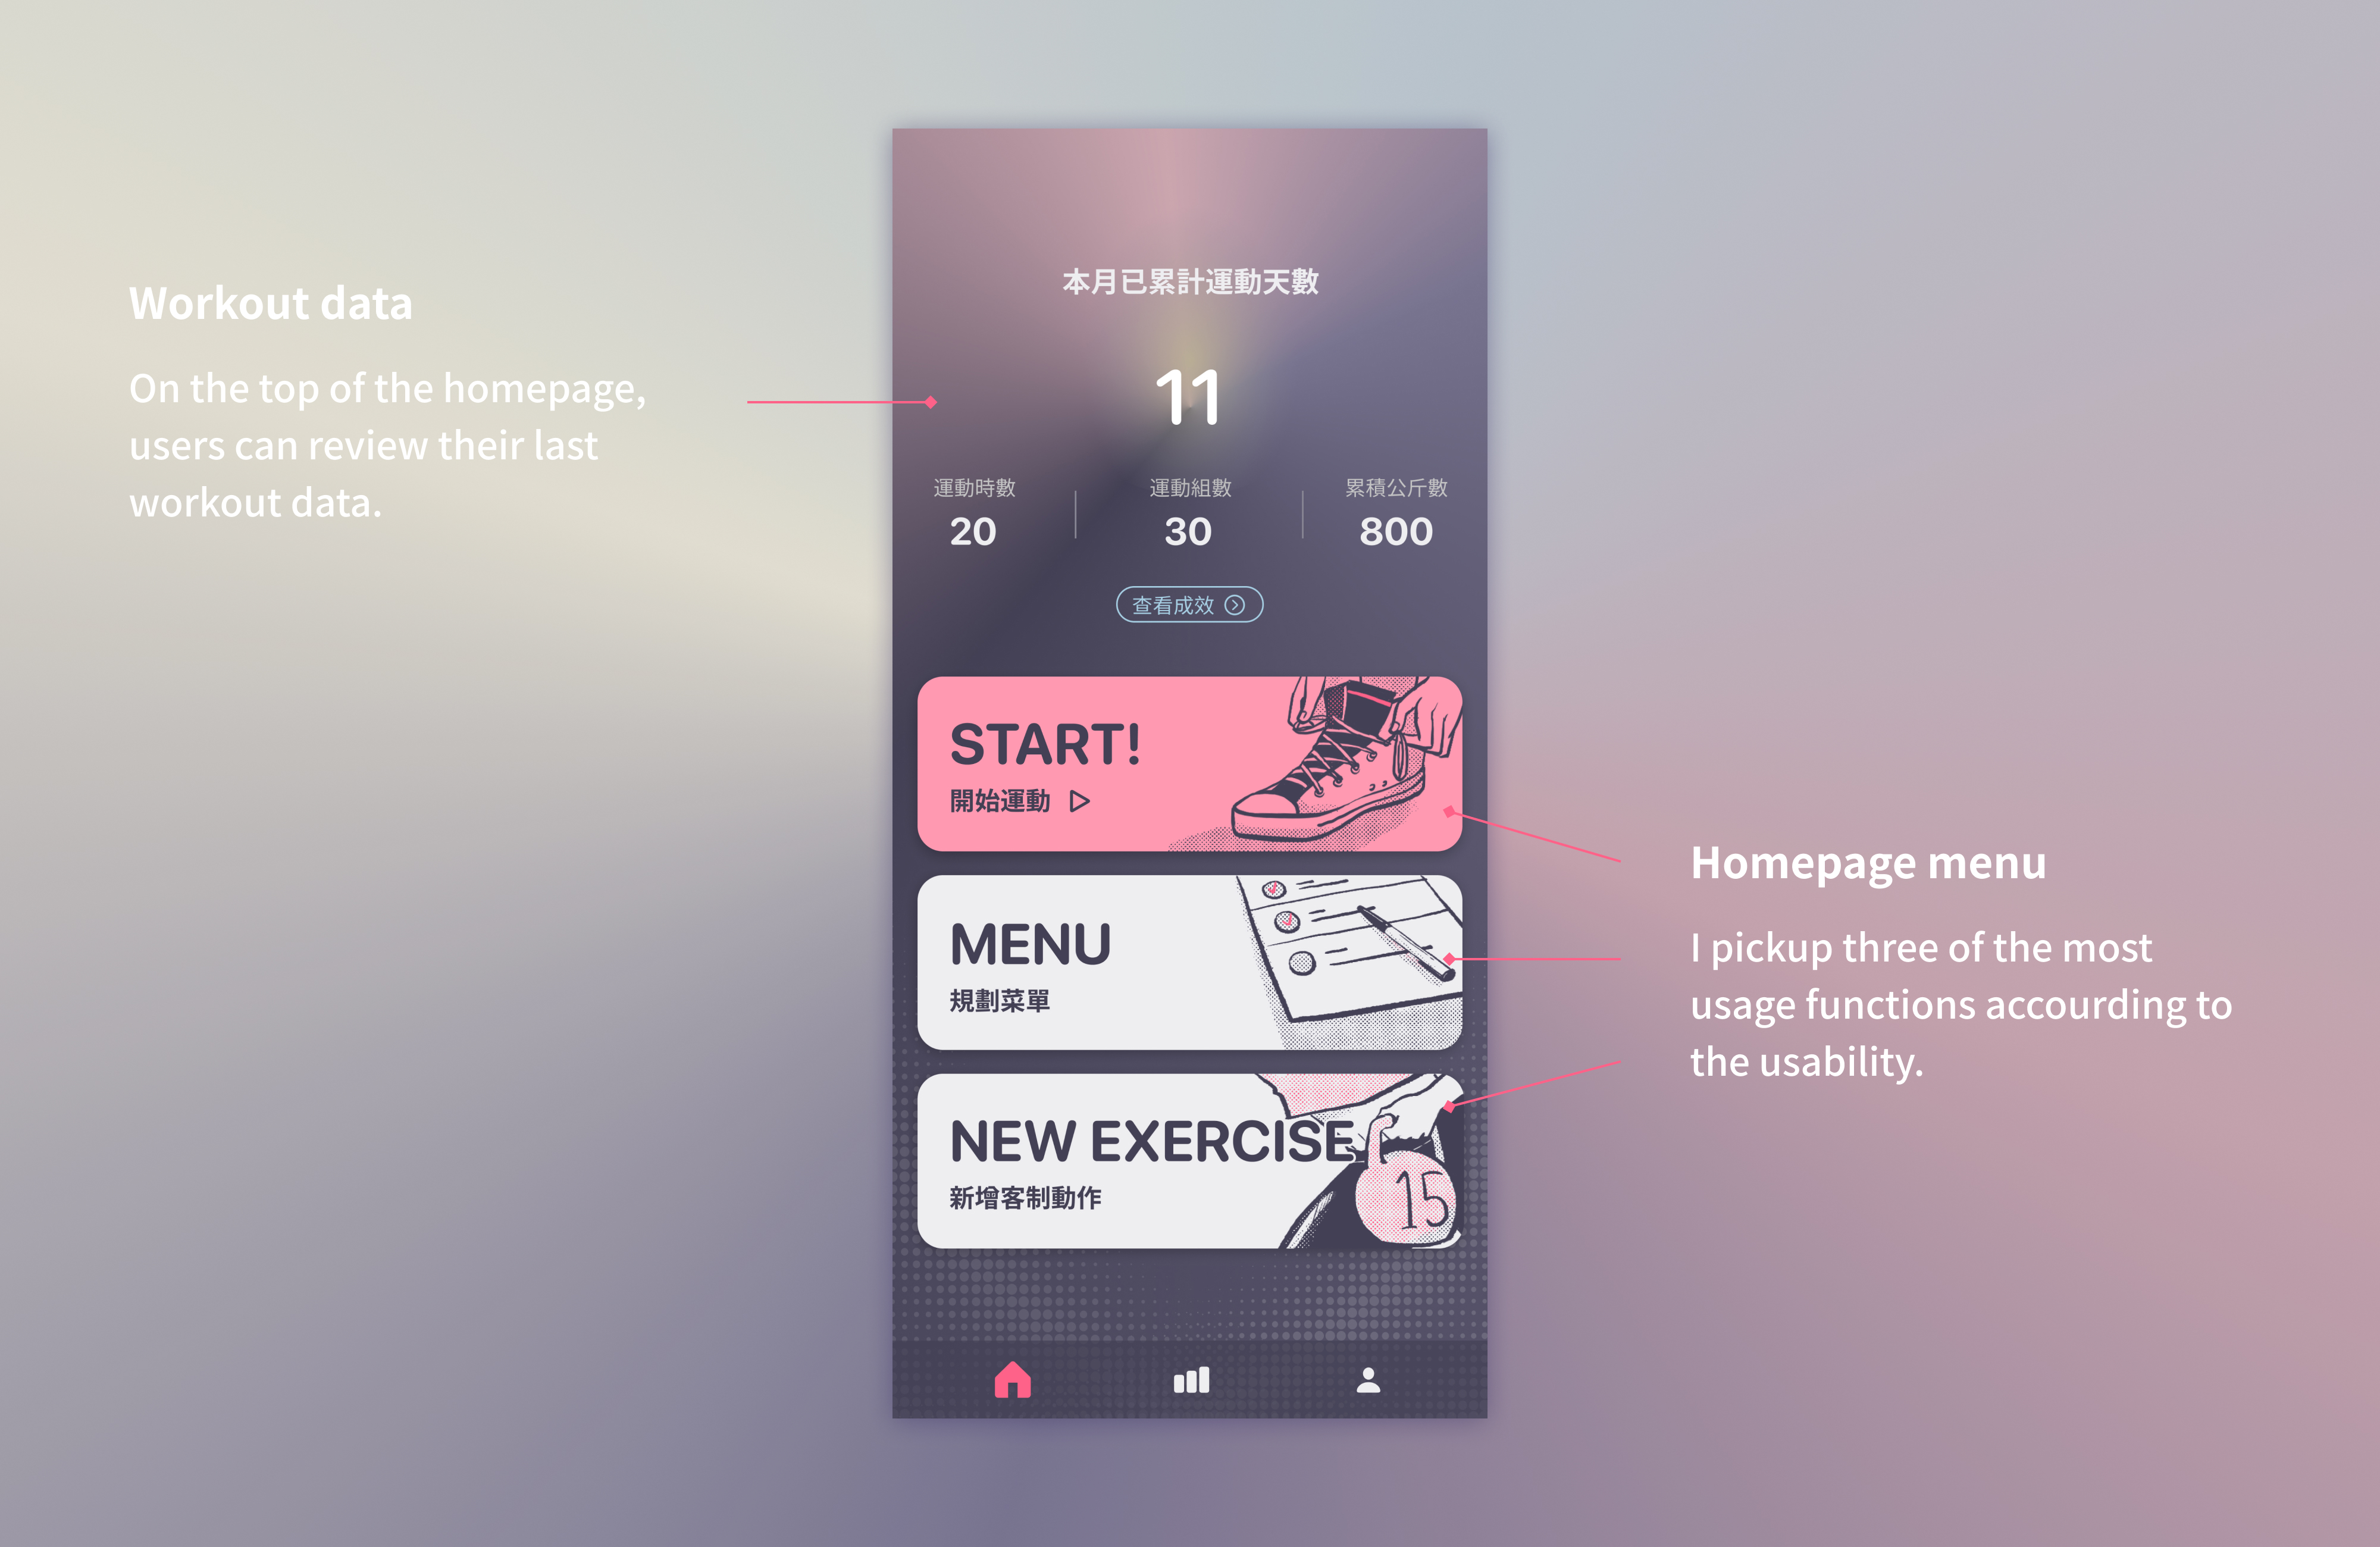 Workout data
On the top of the homepage,
users can review their last
workout data.
本月已累計運動天數
11
運動時數
20
運動組數
30
累積公斤數
800
查看成效
START!
開始運動
MENU
規劃菜單
NEW EXERCISE
新增客制動作
15
Homepage menu
I pickup three of the most
usage functions accourding to
the usability.